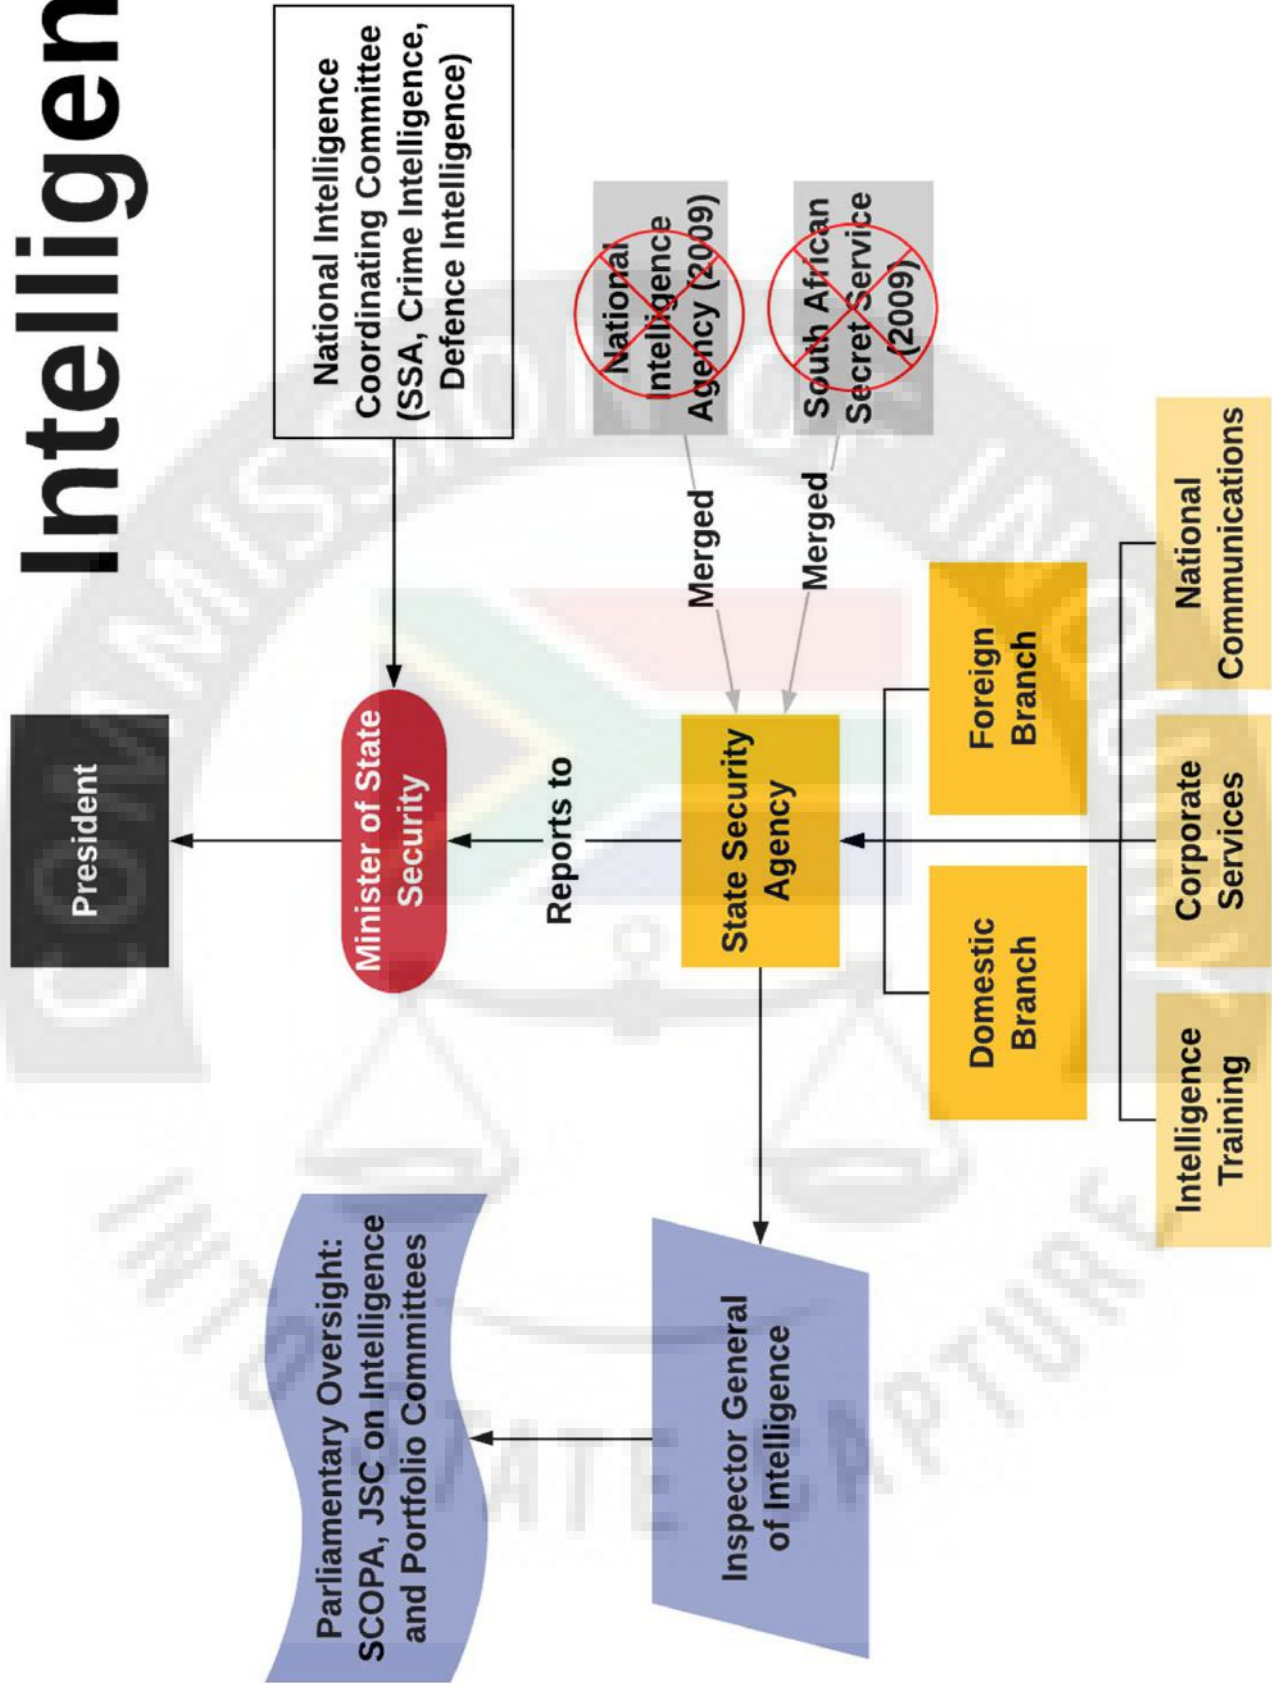 Intelligen
President
National Intelligence
Coordinating Committee
(SSA, Crime Intelligence,
Defence Intelligence)
Minister of State
Security
Parliamentary Oversight:
SCOPA, JSC on Intelligence
and Portfolio Committees
Reports to
National
Intelligence
Agency (2009)
Merged
South African
Secret Service
(2009)
Merged
State Security
Agency
Inspector General
of Intelligence
Domestic
Branch
Foreign
Branch
Intelligence
Training
Corporate
Services
National
Communications